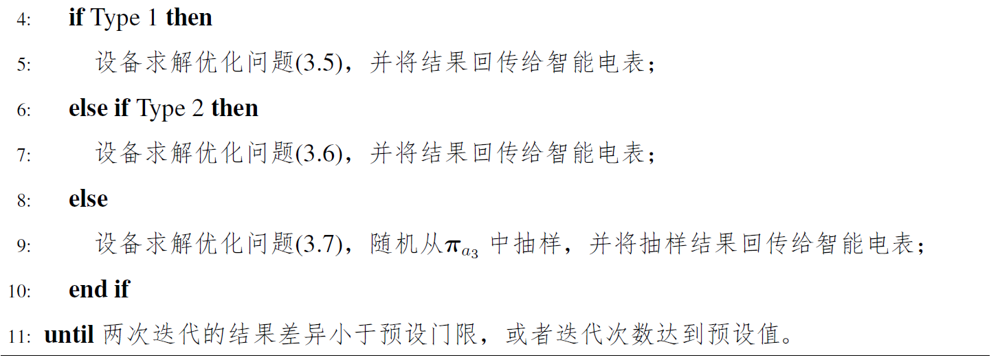 4: if Type 1 then
5: 设备求解优化问题(3.5)，并将结果回传给智能电表；
6: else if Type 2 then
7: 设备求解优化问题(3.6)，并将结果回传给智能电表；
8: else
9: 设备求解优化问题(3.7)，随机从π_{a_3} 中抽样，并将抽样结果回传给智能电表；
10: end if
11: until 两次迭代的结果差异小于预设门限，或者迭代次数达到预设值。